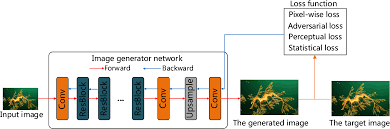 Loss function
Pixel-wise loss
Adversarial loss
Perceptual loss
Statistical loss
Image generator network
Forward
Backward
Input image
Conv
ResBlock
ResBlock
...
ResBlock
Conv
Upsample
Conv
The generated image
The target image